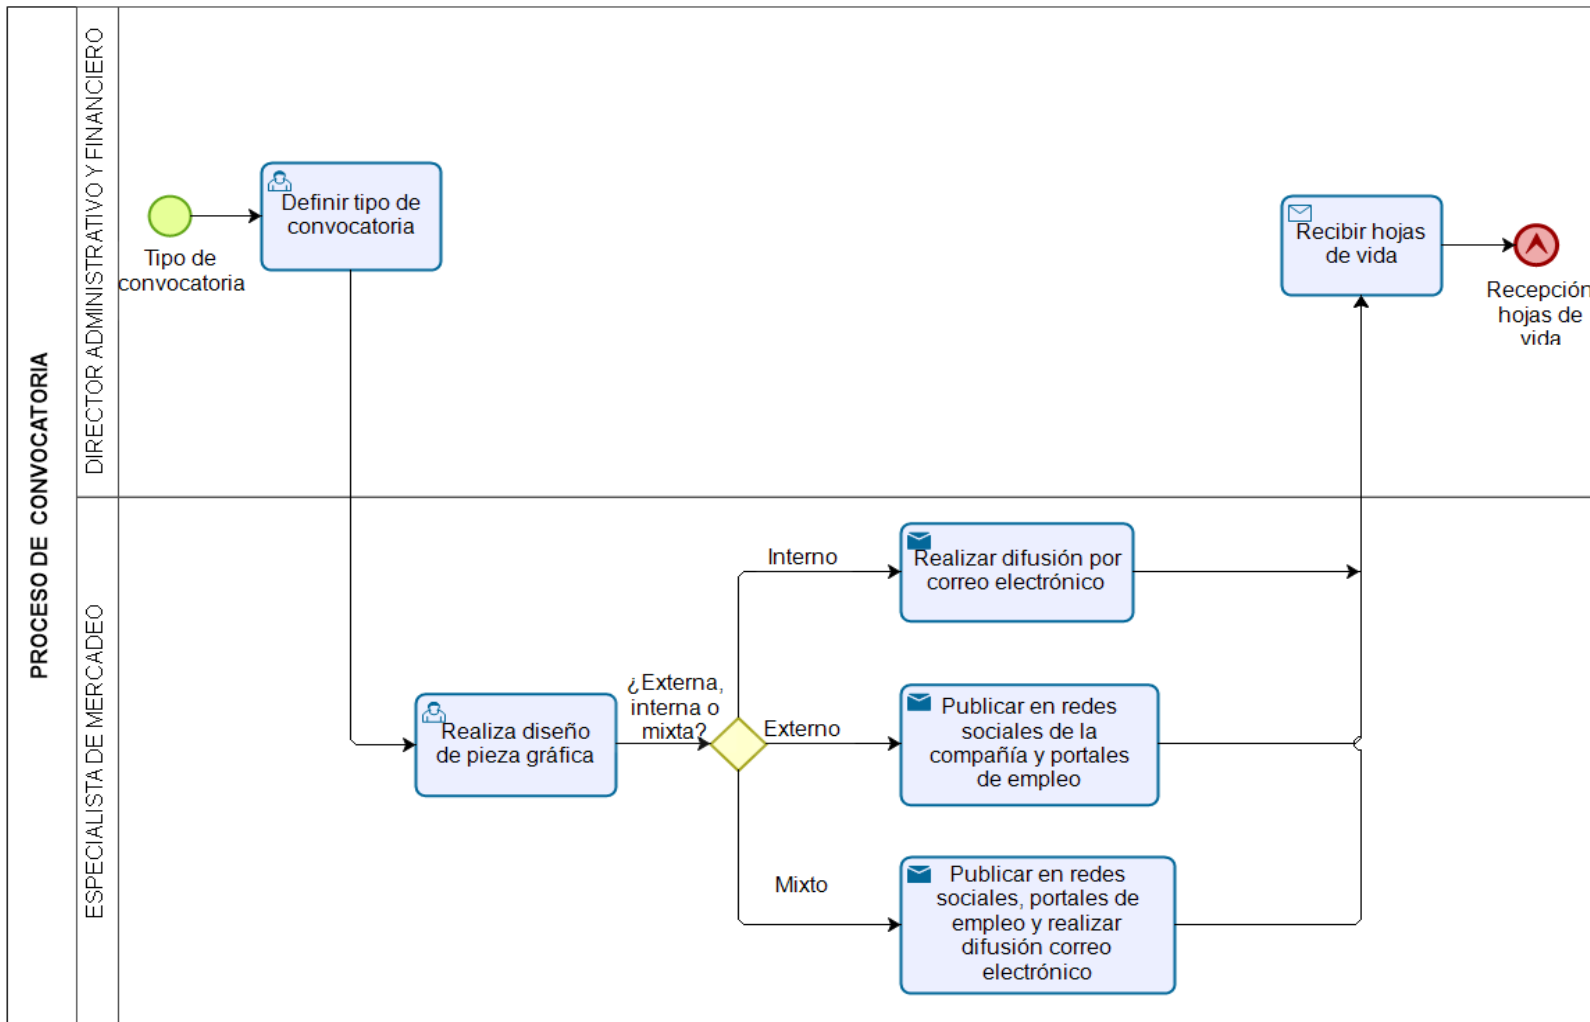 PROCESO DE CONVOCATORIA
DIRECTOR ADMINISTRATIVO Y FINANCIERO
Tipo de
convocatoria
Definir tipo de
convocatoria
Recibir hojas
de vida
Recepción
hojas de
vida
ESPECIALISTA DE MERCADEO
Realiza diseño
de pieza gráfica
¿Externa,
interna o
mixta?
Interno
Realizar difusión por
correo electrónico
Externo
Publicar en redes
sociales de la
compañía y portales
de empleo
Mixto
Publicar en redes
sociales, portales de
empleo y realizar
difusión correo
electrónico